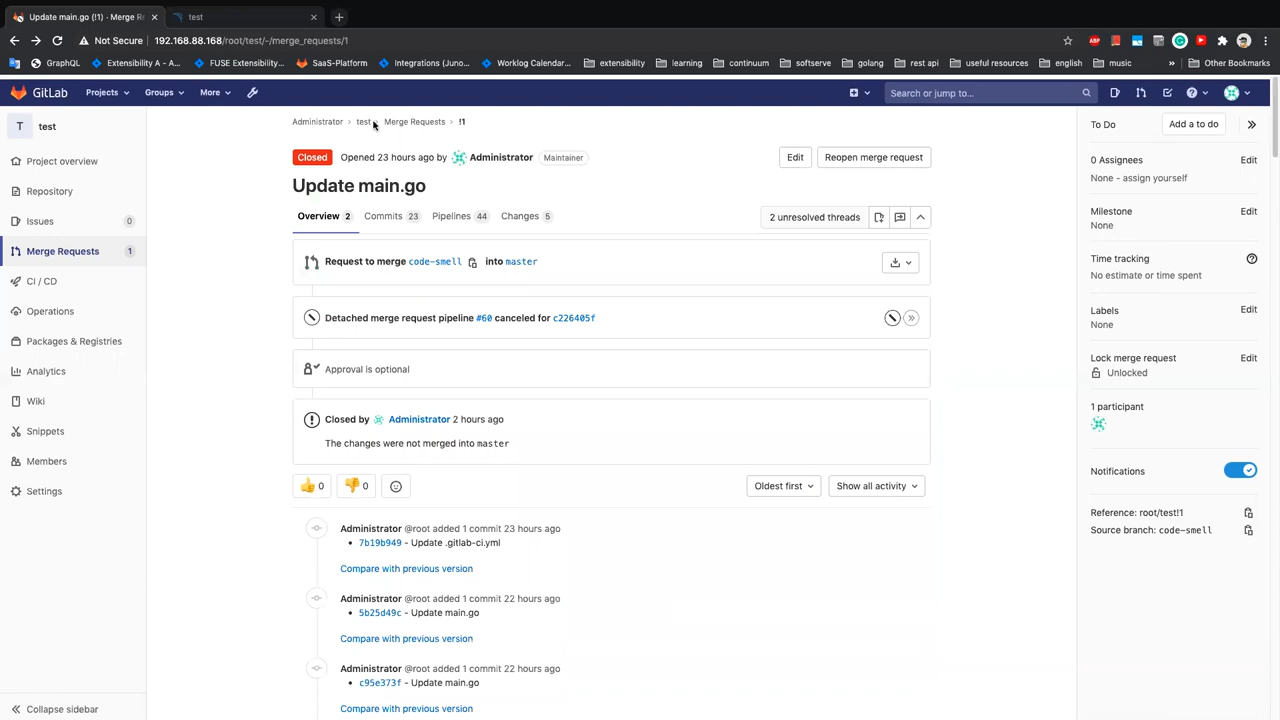 Update main.go (!1) · Merge R
test
Not Secure 192.168.88.168/root/test/-/merge_requests/1
GraphQL
Extensibility A - A...
FUSE Extensibility...
SaaS-Platform
Integrations (Juno...
Worklog Calendar...
extensibility
learning
continuum
softserve
golang
rest api
useful resources
english
music
» Other Bookmarks
GitLab Projects Groups More
Search or jump to...
T test
Project overview
Repository
Issues 0
Merge Requests 1
CI / CD
Operations
Packages & Registries
Analytics
Wiki
Snippets
Members
Settings
Collapse sidebar
Administrator > test > Merge Requests > !1
Closed Opened 23 hours ago by Administrator Maintainer
Edit Reopen merge request
Update main.go
Overview 2 Commits 23 Pipelines 44 Changes 5
2 unresolved threads
Request to merge code-smell into master
Detached merge request pipeline #60 canceled for c226405f
Approval is optional
Closed by Administrator 2 hours ago
The changes were not merged into master
👍 0 👎 0
Oldest first Show all activity
Administrator @root added 1 commit 23 hours ago
• 7b19b949 - Update .gitlab-ci.yml
Compare with previous version
Administrator @root added 1 commit 22 hours ago
• 5b25d49c - Update main.go
Compare with previous version
Administrator @root added 1 commit 22 hours ago
• c95e373f - Update main.go
Compare with previous version
To Do Add a to do
0 Assignees Edit
None - assign yourself
Milestone Edit
None
Time tracking
No estimate or time spent
Labels Edit
None
Lock merge request Edit
Unlocked
1 participant
Notifications
Reference: root/test!1
Source branch: code-smell